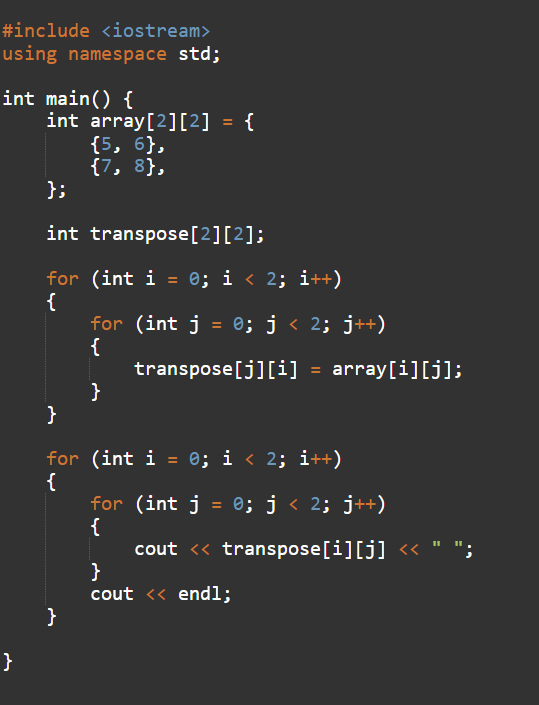 #include <iostream>
using namespace std;
int main() {
    int array[2][2] = {
        {5, 6},
        {7, 8},
    };
    int transpose[2][2];
    for (int i = 0; i < 2; i++)
    {
        for (int j = 0; j < 2; j++)
        {
            transpose[j][i] = array[i][j];
        }
    }
    for (int i = 0; i < 2; i++)
    {
        for (int j = 0; j < 2; j++)
        {
            cout << transpose[i][j] << " ";
        }
        cout << endl;
    }
}